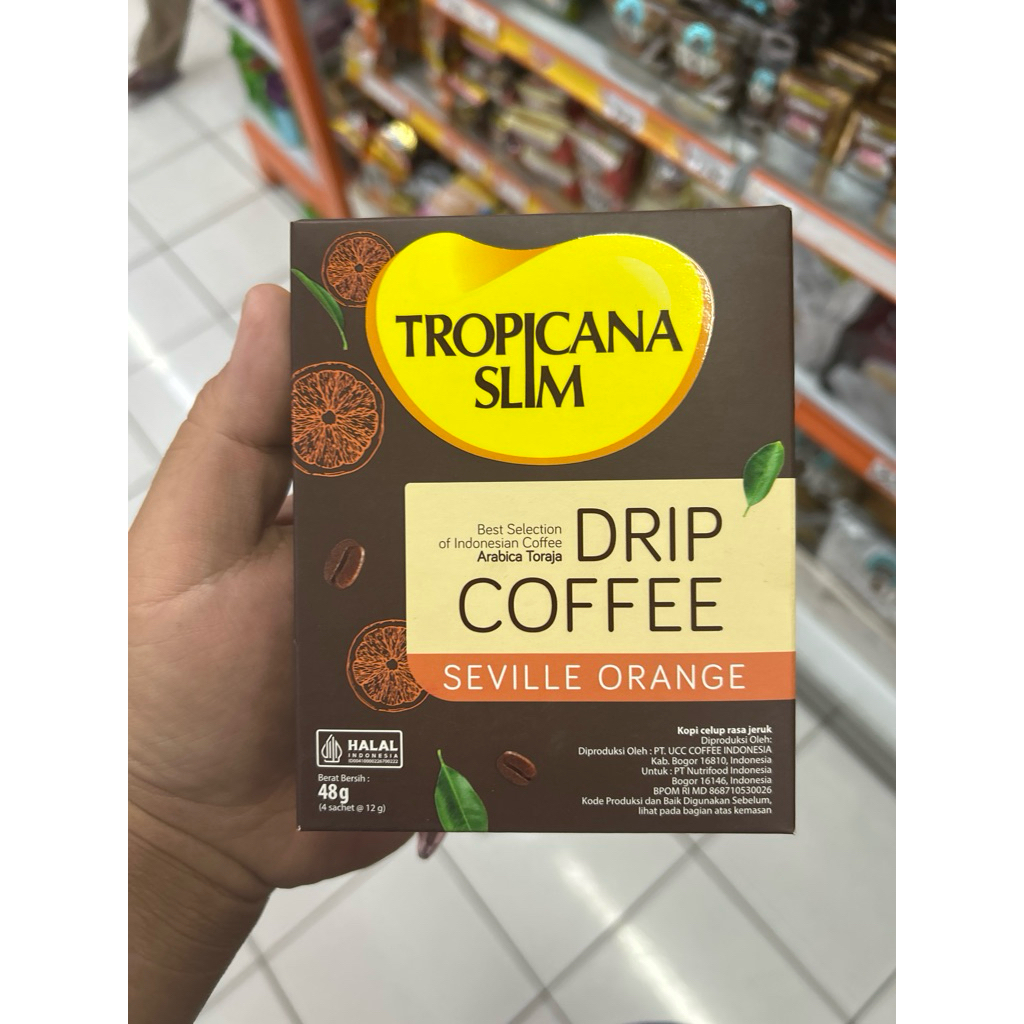 TROPICANA
SLIM
Best Selection
of Indonesian Coffee
Arabica Toraja
DRIP
COFFEE
SEVILLE ORANGE
HALAL
INDONESIA
Berat Bersih :
48g
(4 sachet @ 12 g)
Kopi celup rasa jeruk
Diproduksi Oleh:
Diproduksi Oleh : PT. UCC COFFEE INDONESIA
Kab. Bogor 16810, Indonesia
Untuk : PT Nutrifood Indonesia
Bogor 16146, Indonesia
BPOM RI MD 868710530026
Kode Produksi dan Baik Digunakan Sebelum,
lihat pada bagian atas kemasan